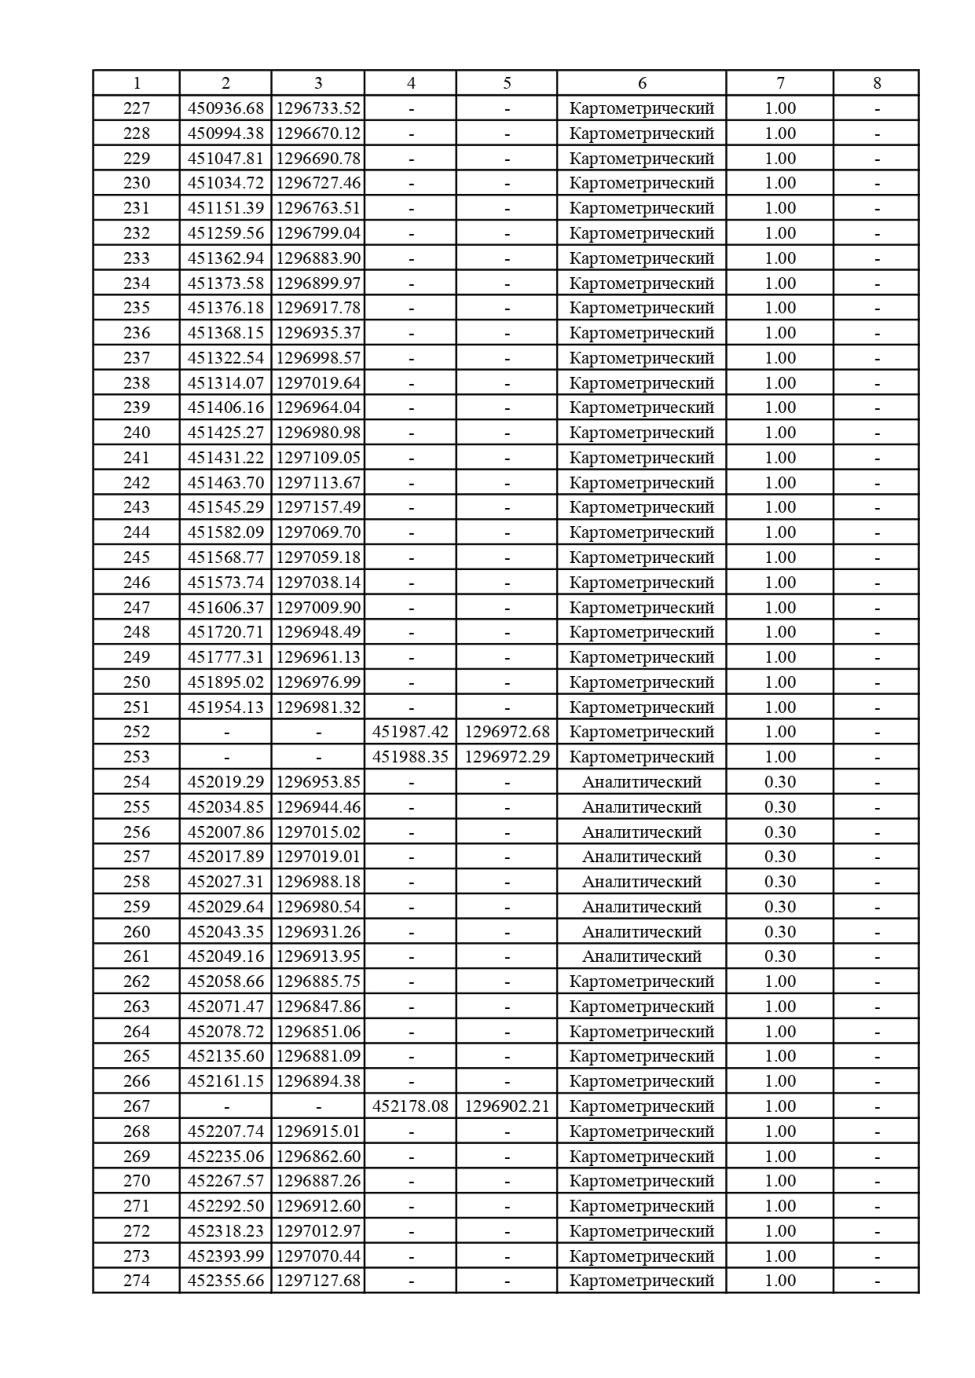 1 2 3 4 5 6 7 8
227 450936.68 1296733.52 - - Картометрический 1.00 -
228 450994.38 1296670.12 - - Картометрический 1.00 -
229 451047.81 1296690.78 - - Картометрический 1.00 -
230 451034.72 1296727.46 - - Картометрический 1.00 -
231 451151.39 1296763.51 - - Картометрический 1.00 -
232 451259.56 1296799.04 - - Картометрический 1.00 -
233 451362.94 1296883.90 - - Картометрический 1.00 -
234 451373.58 1296899.97 - - Картометрический 1.00 -
235 451376.18 1296917.78 - - Картометрический 1.00 -
236 451368.15 1296935.37 - - Картометрический 1.00 -
237 451322.54 1296998.57 - - Картометрический 1.00 -
238 451314.07 1297019.64 - - Картометрический 1.00 -
239 451406.16 1296964.04 - - Картометрический 1.00 -
240 451425.27 1296980.98 - - Картометрический 1.00 -
241 451431.22 1297109.05 - - Картометрический 1.00 -
242 451463.70 1297113.67 - - Картометрический 1.00 -
243 451545.29 1297157.49 - - Картометрический 1.00 -
244 451582.09 1297069.70 - - Картометрический 1.00 -
245 451568.77 1297059.18 - - Картометрический 1.00 -
246 451573.74 1297038.14 - - Картометрический 1.00 -
247 451606.37 1297009.90 - - Картометрический 1.00 -
248 451720.71 1296948.49 - - Картометрический 1.00 -
249 451777.31 1296961.13 - - Картометрический 1.00 -
250 451895.02 1296976.99 - - Картометрический 1.00 -
251 451954.13 1296981.32 - - Картометрический 1.00 -
252 - - 451987.42 1296972.68 Картометрический 1.00 -
253 - - 451988.35 1296972.29 Картометрический 1.00 -
254 452019.29 1296953.85 - - Аналитический 0.30 -
255 452034.85 1296944.46 - - Аналитический 0.30 -
256 452007.86 1297015.02 - - Аналитический 0.30 -
257 452017.89 1297019.01 - - Аналитический 0.30 -
258 452027.31 1296988.18 - - Аналитический 0.30 -
259 452029.64 1296980.54 - - Аналитический 0.30 -
260 452043.35 1296931.26 - - Аналитический 0.30 -
261 452049.16 1296913.95 - - Аналитический 0.30 -
262 452058.66 1296885.75 - - Картометрический 1.00 -
263 452071.47 1296847.86 - - Картометрический 1.00 -
264 452078.72 1296851.06 - - Картометрический 1.00 -
265 452135.60 1296881.09 - - Картометрический 1.00 -
266 452161.15 1296894.38 - - Картометрический 1.00 -
267 - - 452178.08 1296902.21 Картометрический 1.00 -
268 452207.74 1296915.01 - - Картометрический 1.00 -
269 452235.06 1296862.60 - - Картометрический 1.00 -
270 452267.57 1296887.26 - - Картометрический 1.00 -
271 452292.50 1296912.60 - - Картометрический 1.00 -
272 452318.23 1297012.97 - - Картометрический 1.00 -
273 452393.99 1297070.44 - - Картометрический 1.00 -
274 452355.66 1297127.68 - - Картометрический 1.00 -